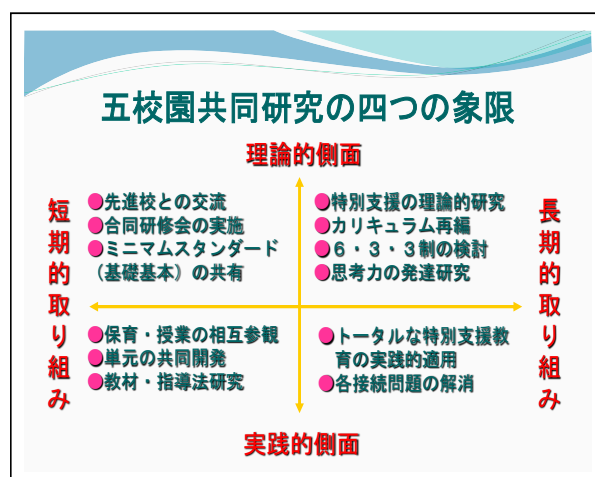 五校園共同研究の四つの象限
理論的側面
短期的取り組み
●先進校との交流
●合同研修会の実施
●ミニマムスタンダード
（基礎基本）の共有
●特別支援の理論的研究
●カリキュラム再編
●６・３・３制の検討
●思考力の発達研究
長期的取り組み
●保育・授業の相互参観
●単元の共同開発
●教材・指導法研究
●トータルな特別支援教
育の実践的適用
●各接続問題の解消
実践的側面